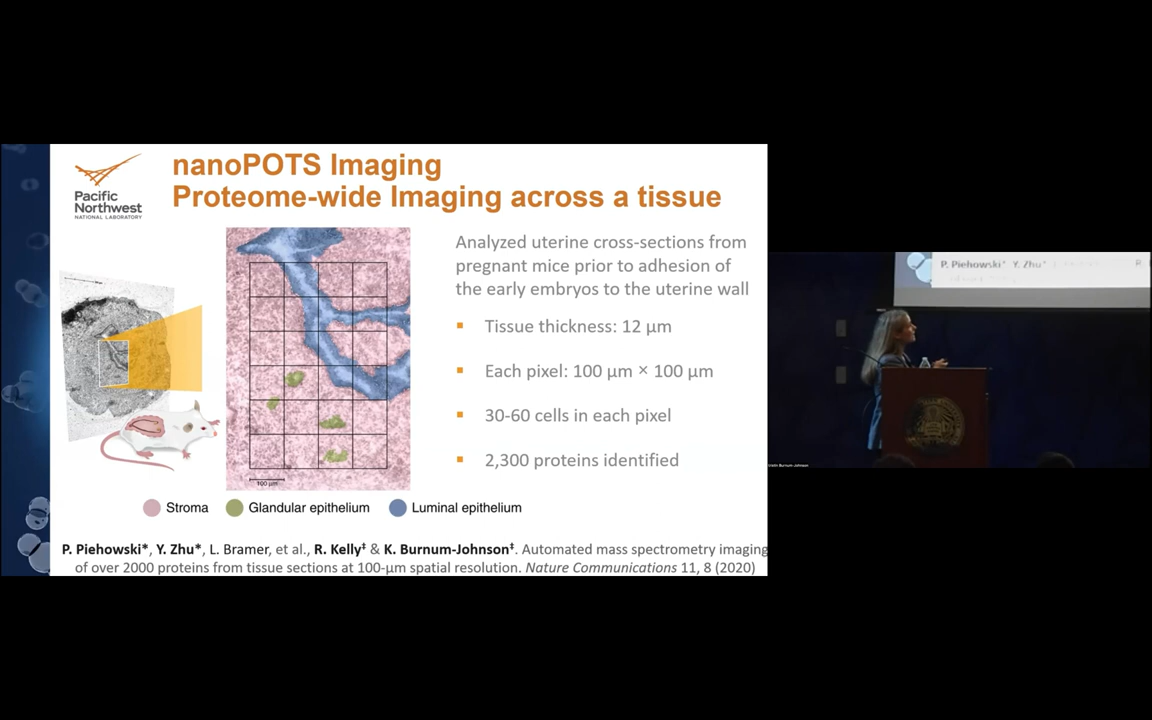 nanoPOTS Imaging
Proteome-wide Imaging across a tissue
Pacific
Northwest
NATIONAL LABORATORY
Analyzed uterine cross-sections from
pregnant mice prior to adhesion of
the early embryos to the uterine wall
▪ Tissue thickness: 12 µm
▪ Each pixel: 100 µm × 100 µm
▪ 30-60 cells in each pixel
▪ 2,300 proteins identified
100 µm
Stroma
Glandular epithelium
Luminal epithelium
P. Piehowski*, Y. Zhu*, L. Bramer, et al., R. Kelly‡ & K. Burnum-Johnson‡. Automated mass spectrometry imaging
of over 2000 proteins from tissue sections at 100-µm spatial resolution. Nature Communications 11, 8 (2020)
P. Piehowski* Y. Zhu*
R
Burnum-Johnson